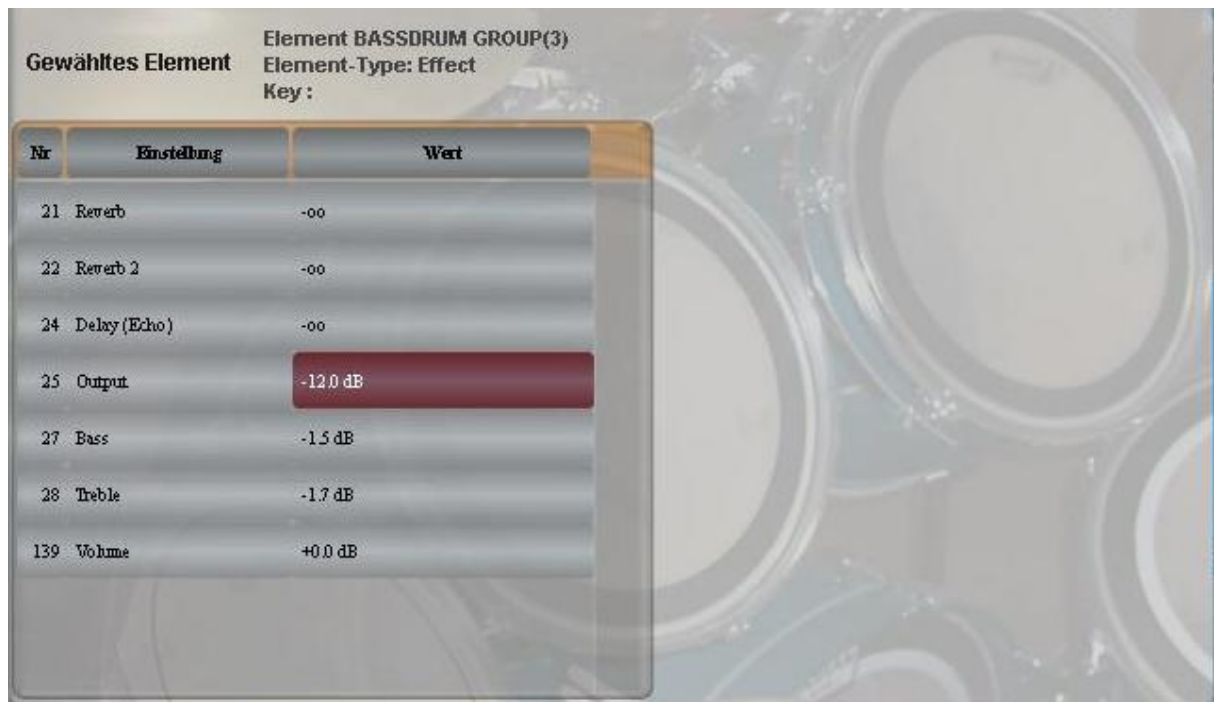 Gewähltes Element
Element BASSDRUM GROUP(3)
Element-Type: Effect
Key :
Nr Einstellung Wert
21 Reverb -oo
22 Reverb 2 -oo
24 Delay (Echo) -oo
25 Output -12.0 dB
27 Bass -1.5 dB
28 Treble -1.7 dB
139 Volume +0.0 dB